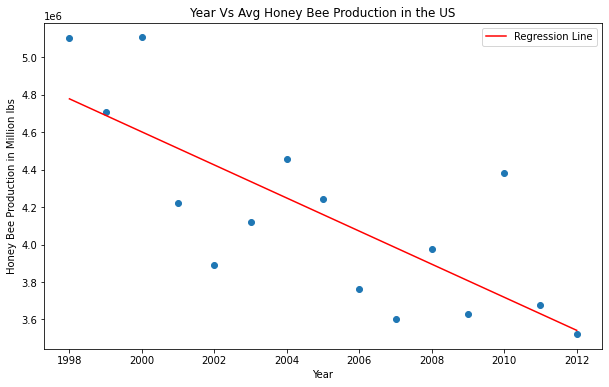 Year Vs Avg Honey Bee Production in the US
1e6
Regression Line
5.0
4.8
4.6
4.4
4.2
4.0
3.8
3.6
Honey Bee Production in Million lbs
1998 2000 2002 2004 2006 2008 2010 2012
Year